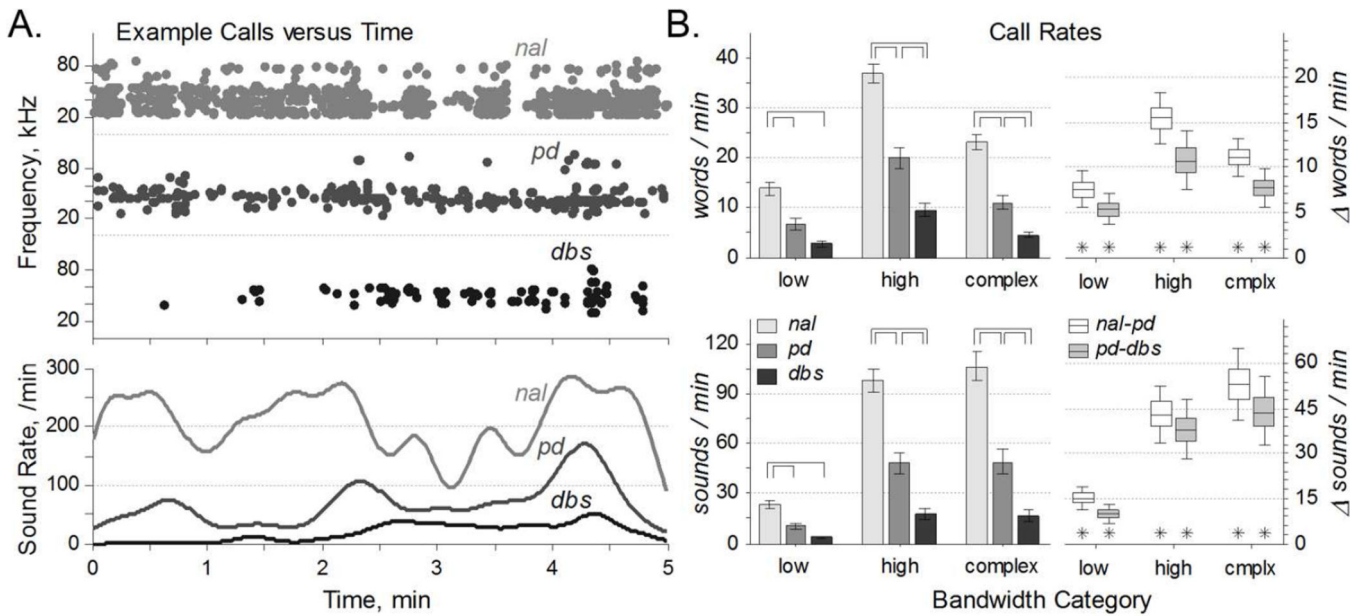 A.
Example Calls versus Time
nal
80
20
pd
80
20
dbs
80
20
Frequency, kHz
300
200
100
0
Sound Rate, /min
nal
pd
dbs
0 1 2 3 4 5
Time, min
B.
Call Rates
40
30
20
10
0
words / min
low high complex
20
15
10
5
0
Δ words / min
* * * * * *
low high cmplx
120
90
60
30
0
sounds / min
nal
pd
dbs
low high complex
nal-pd
pd-dbs
60
45
30
15
0
Δ sounds / min
* * * * * *
low high cmplx
Bandwidth Category